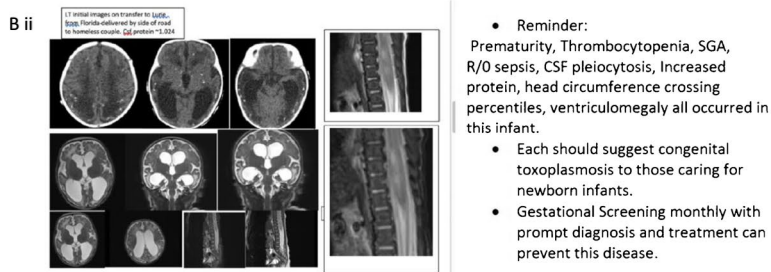 B ii
LT initial images on transfer to Lurie
from Florida-delivered by side of road
to homeless couple. Csf protein ~1.024
• Reminder:
Prematurity, Thrombocytopenia, SGA,
R/0 sepsis, CSF pleiocytosis, Increased
protein, head circumference crossing
percentiles, ventriculomegaly all occurred in
this infant.
• Each should suggest congenital
toxoplasmosis to those caring for
newborn infants.
• Gestational Screening monthly with
prompt diagnosis and treatment can
prevent this disease.